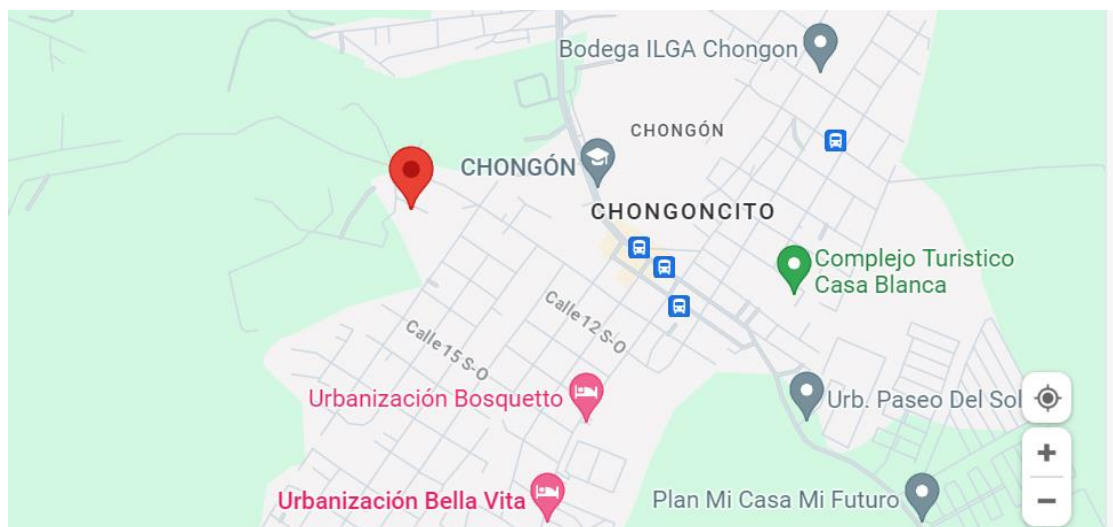 Bodega ILGA Chongon
CHONGÓN
CHONGÓN
CHONGONCITO
Complejo Turistico
Casa Blanca
Calle 12 S-O
Calle 15 S-O
Urbanización Bosquetto
Urb. Paseo Del Sol
Urbanización Bella Vita
Plan Mi Casa Mi Futuro
+
−